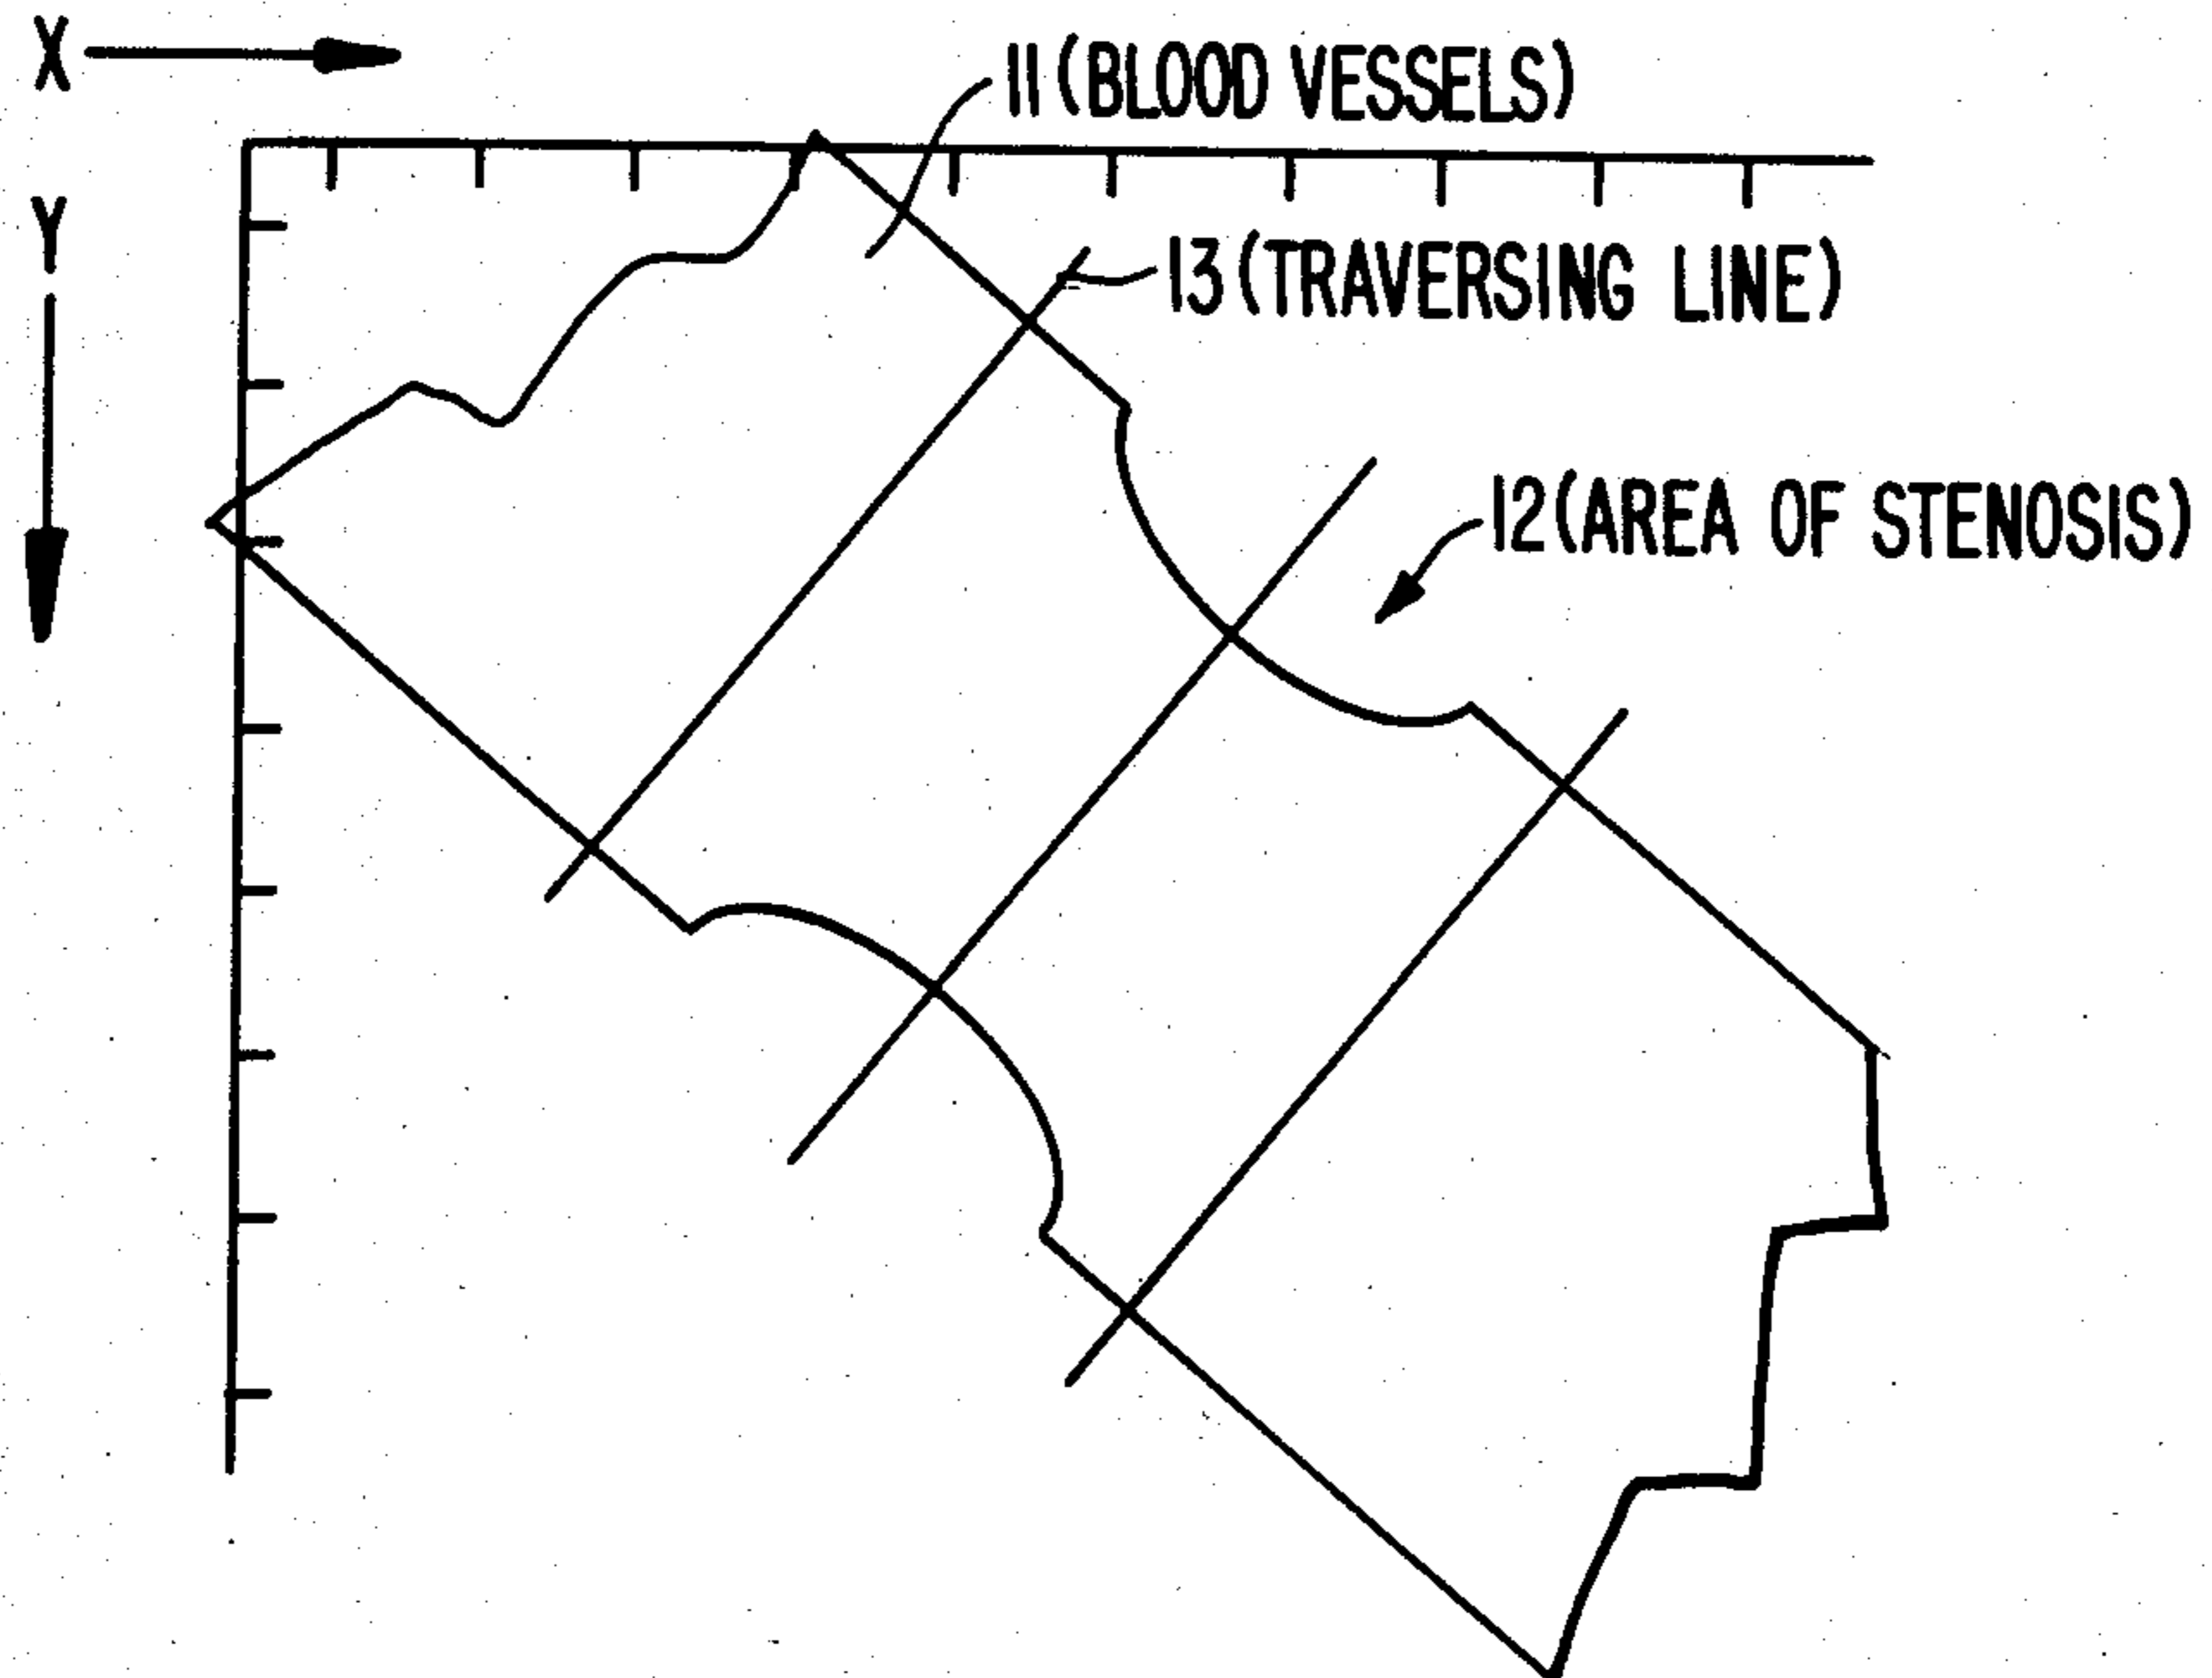 X
11(BLOOD VESSELS)
Y
13(TRAVERSING LINE)
12(AREA OF STENOSIS)